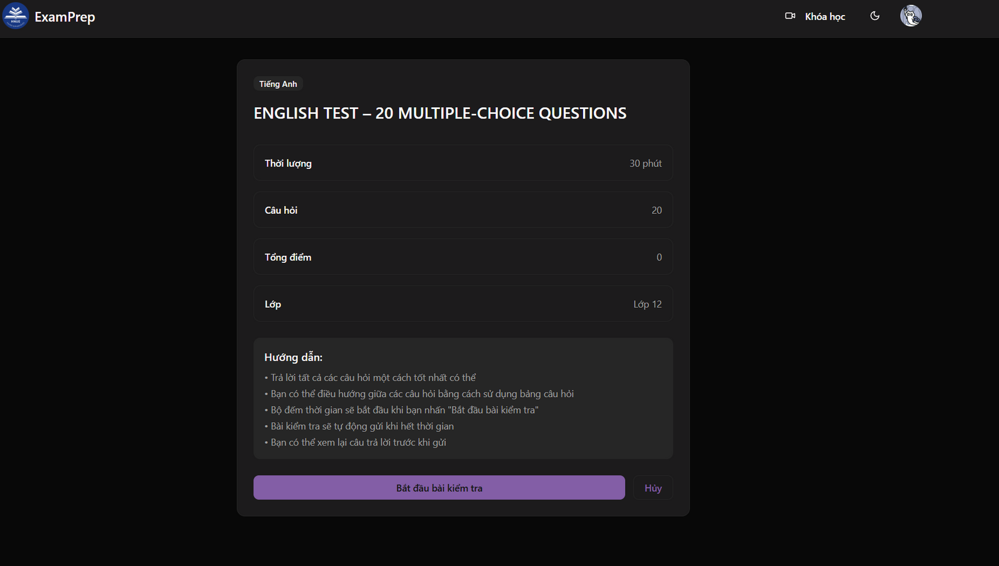 HNUE
ExamPrep
Khóa học
Tiếng Anh
ENGLISH TEST – 20 MULTIPLE-CHOICE QUESTIONS
Thời lượng
30 phút
Câu hỏi
20
Tổng điểm
0
Lớp
Lớp 12
Hướng dẫn:
• Trả lời tất cả các câu hỏi một cách tốt nhất có thể
• Bạn có thể điều hướng giữa các câu hỏi bằng cách sử dụng bảng câu hỏi
• Bộ đếm thời gian sẽ bắt đầu khi bạn nhấn "Bắt đầu bài kiểm tra"
• Bài kiểm tra sẽ tự động gửi khi hết thời gian
• Bạn có thể xem lại câu trả lời trước khi gửi
Bắt đầu bài kiểm tra
Hủy